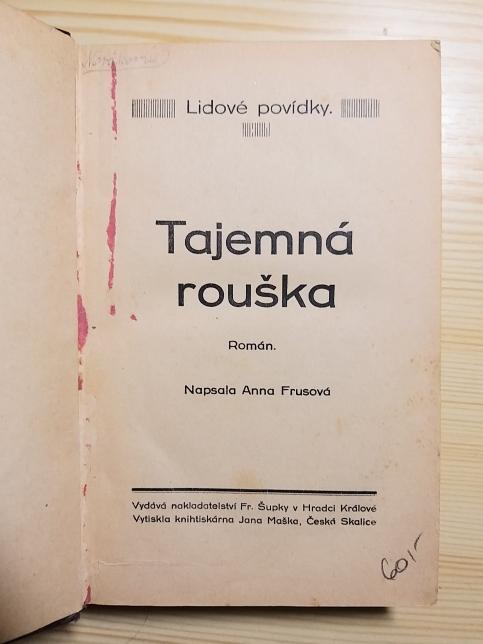 Lidové povídky.
Tajemná
rouška
Román.
Napsala Anna Frusová
Vydává nakladatelství Fr. Šupky v Hradci Králové
Vytiskla knihtiskárna Jana Maška, Česká Skalice
60,-